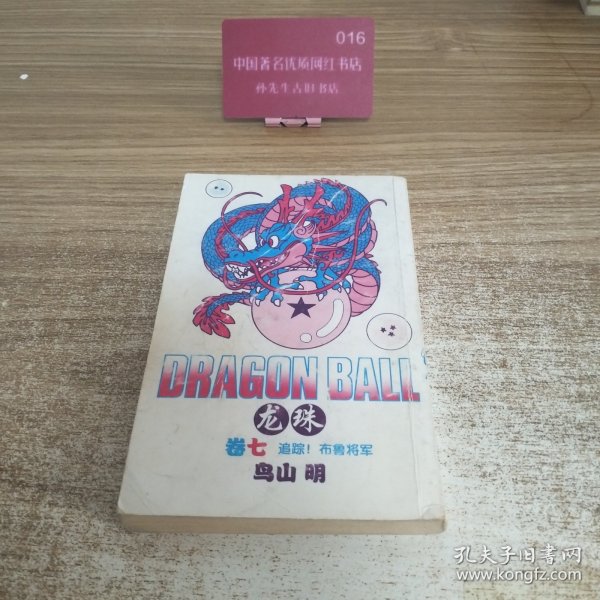 016
中国著名优质网红书店
孙先生古旧书店
DRAGON BALL
龙珠
卷七 追踪！布鲁将军
鸟山 明
孔夫子旧书网
www.kongfz.com